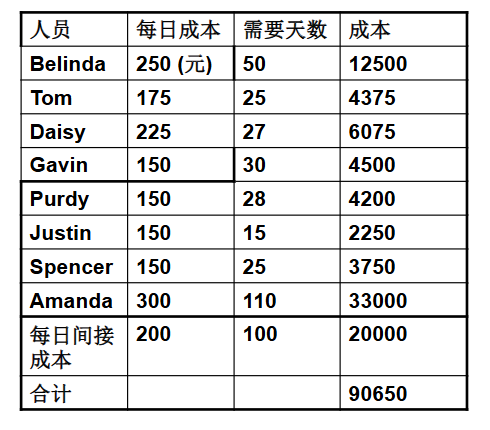 人员 每日成本 需要天数 成本
Belinda 250 (元) 50 12500
Tom 175 25 4375
Daisy 225 27 6075
Gavin 150 30 4500
Purdy 150 28 4200
Justin 150 15 2250
Spencer 150 25 3750
Amanda 300 110 33000
每日间接 200 100 20000
成本
合计 90650